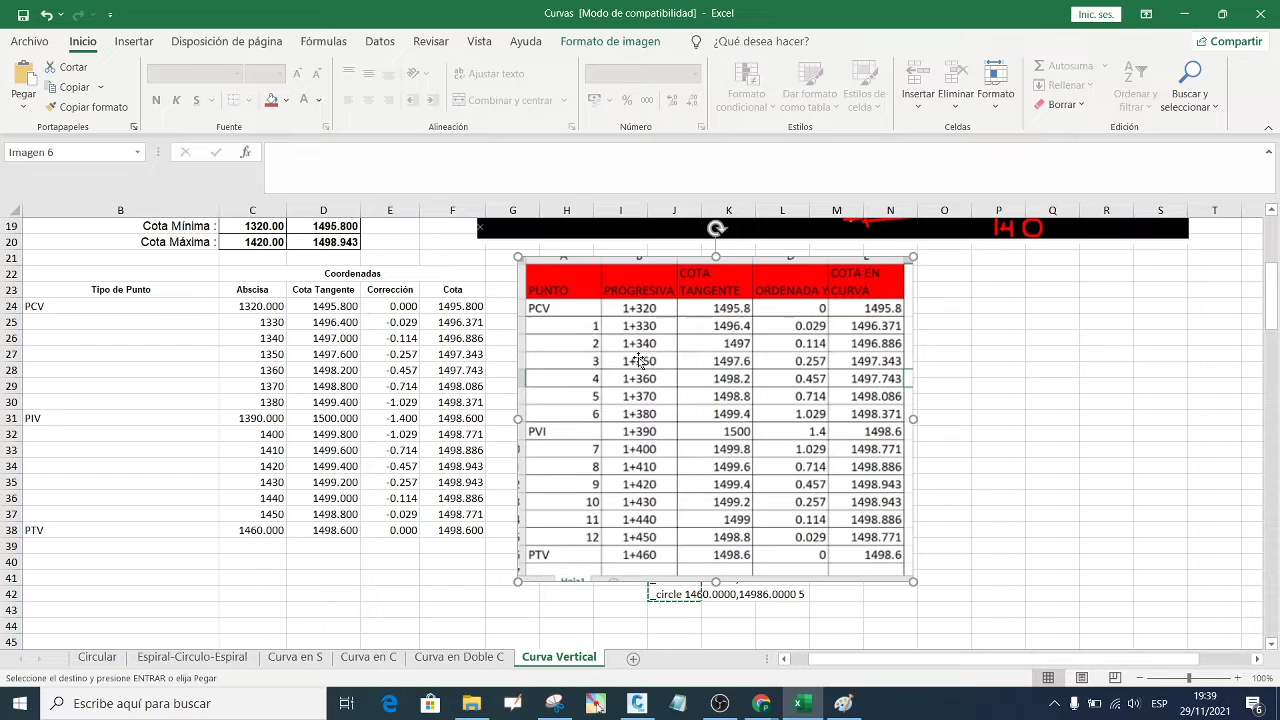 Curvas [Modo de compatibilidad] - Excel
Inic. ses.
Archivo Inicio Insertar Disposición de página Fórmulas Datos Revisar Vista Ayuda Formato de imagen ¿Qué desea hacer? Compartir
Pegar
Cortar
Copiar
Copiar formato
N K S
A A
Ajustar texto
Combinar y centrar
% 000
Formato condicional
Dar formato como tabla
Estilos de celda
Insertar Eliminar Formato
Autosuma
Rellenar
Borrar
Ordenar y filtrar
Buscar y seleccionar
Portapapeles Fuente Alineación Número Estilos Celdas Edición
Imagen 6 fx
B C D E F G H I J K L M N O P Q R S T
19 Cota Mínima : 1320.00 1495.800
20 Cota Máxima : 1420.00 1498.943
21
22 Coordenadas
23 Tipo de Punto Abscisa Cota Tangente Corrección Cota
24 PCV 1320.000 1495.800 0.000 1495.800
25 1330 1496.400 -0.029 1496.371
26 1340 1497.000 -0.114 1496.886
27 1350 1497.600 -0.257 1497.343
28 1360 1498.200 -0.457 1497.743
29 1370 1498.800 -0.714 1498.086
30 1380 1499.400 -1.029 1498.371
31 PIV 1390.000 1500.000 -1.400 1498.600
32 1400 1499.800 -1.029 1498.771
33 1410 1499.600 -0.714 1498.886
34 1420 1499.400 -0.457 1498.943
35 1430 1499.200 -0.257 1498.943
36 1440 1499.000 -0.114 1498.886
37 1450 1498.800 -0.029 1498.771
38 PTV 1460.000 1498.600 0.000 1498.600
39
40
41
42 _circle 1460.0000,14986.0000 5
43
44
45
140
PUNTO PROGRESIVA COTA TANGENTE ORDENADA Y COTA EN CURVA
PCV 1+320 1495.8 0 1495.8
1 1+330 1496.4 0.029 1496.371
2 1+340 1497 0.114 1496.886
3 1+350 1497.6 0.257 1497.343
4 1+360 1498.2 0.457 1497.743
5 1+370 1498.8 0.714 1498.086
6 1+380 1499.4 1.029 1498.371
PVI 1+390 1500 1.4 1498.6
7 1+400 1499.8 1.029 1498.771
8 1+410 1499.6 0.714 1498.886
9 1+420 1499.4 0.457 1498.943
10 1+430 1499.2 0.257 1498.943
11 1+440 1499 0.114 1498.886
12 1+450 1498.8 0.029 1498.771
PTV 1+460 1498.6 0 1498.6
Circular Espiral-Circulo-Espiral Curva en S Curva en C Curva en Doble C Curva Vertical
Seleccione el destino y presione ENTRAR o elija Pegar
100%
Escribe aquí para buscar
ESP
19:39
29/11/2021